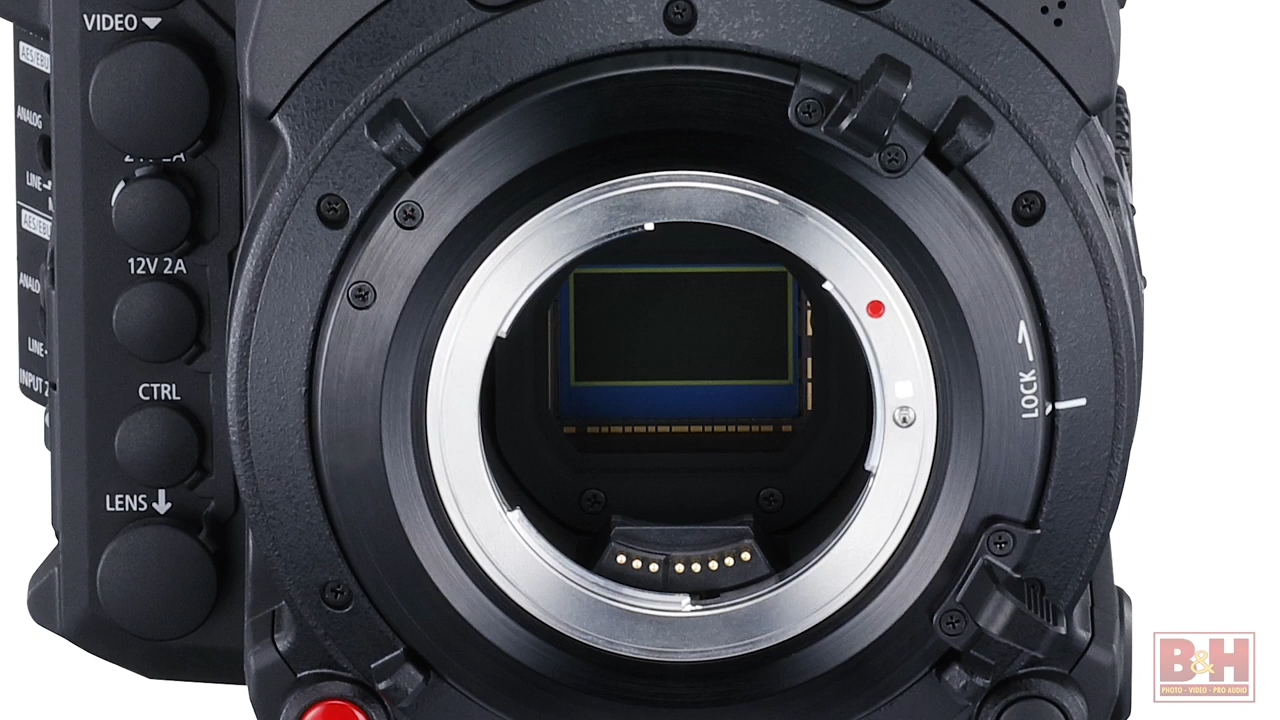 VIDEO
AES/EBU
ANALOG
LINE
AES/EBU
12V 2A
ANALO
LINE
INPUT 2
CTRL
LENS
LOCK
B&H
PHOTO - VIDEO - PRO AUDIO